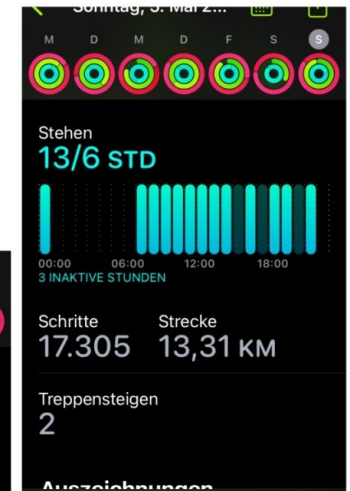 M D M D F S S
Stehen
13/6 STD
00:00 06:00 12:00 18:00
3 INAKTIVE STUNDEN
Schritte Strecke
17.305 13,31 KM
Treppensteigen
2
Auszeichnungen